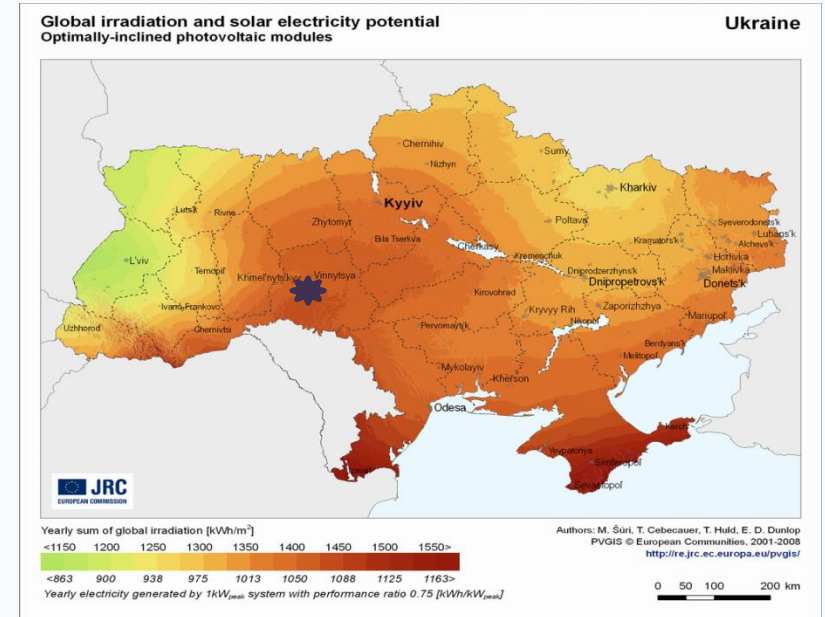 Global irradiation and solar electricity potential
Optimally-inclined photovoltaic modules
Ukraine
Chernihiv
Sumy
Nizhyn
Kharkiv
Kyyiv
Luts'k
Rivne
Zhytomyr
Poltava
Syeverodonets'k
Luhans'k
Bila Tserkva
Cherkasy
Kramators'k
Alchevs'k
L'viv
Kremenchuk
Horlivka
Ternopil'
Khmel'nyts'kyy
Vinnytsya
Dniprodzerzhyns'k
Makiivka
Dnipropetrovs'k
Donets'k
Ivano-Frankovo
Kirovohrad
Kryvyy Rih
Zaporizhzhya
Nikopol'
Mariupol'
Uzhhorod
Chernivtsi
Pervomays'k
Berdyans'k
Melitopol'
Mykolayiv
Kherson
Odesa
Kerch
Yevpatoriya
Simferopol'
Izmail
Sevastopol'
JRC
EUROPEAN COMMISSION
Yearly sum of global irradiation [kWh/m²]
<1150 1200 1250 1300 1350 1400 1450 1500 1550>
<863 900 938 975 1013 1050 1088 1125 1163>
Yearly electricity generated by 1kWpeak system with performance ratio 0.75 [kWh/kWpeak]
Authors: M. Šúri, T. Cebecauer, T. Huld, E. D. Dunlop
PVGIS © European Communities, 2001-2008
http://re.jrc.ec.europa.eu/pvgis/
0 50 100 200 km